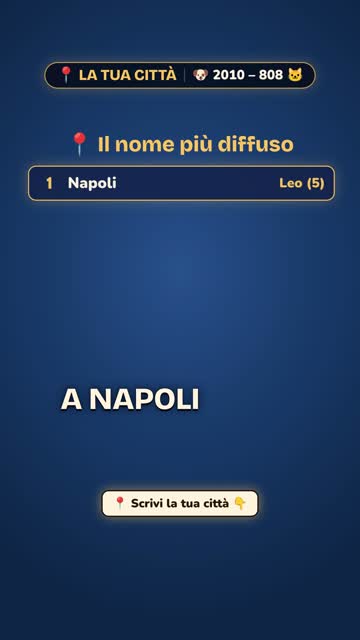 📍 LA TUA CITTÀ | 🐶 2010 – 808 🐱
📍 Il nome più diffuso
1 Napoli Leo (5)
A NAPOLI
📍 Scrivi la tua città 👇